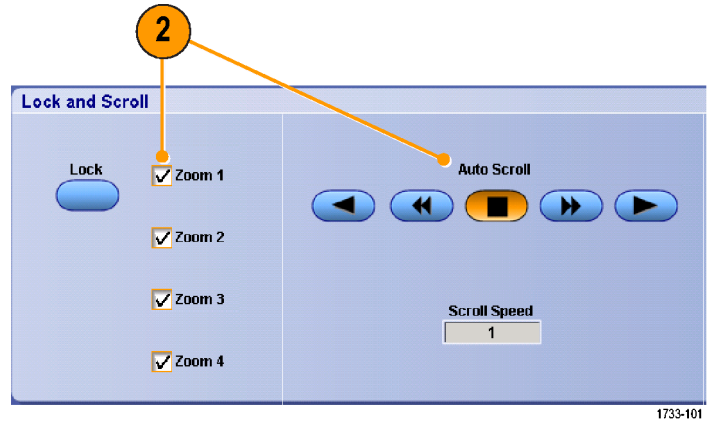 2
Lock and Scroll
Lock
Zoom 1
Auto Scroll
Zoom 2
Zoom 3
Scroll Speed
1
Zoom 4
1733-101